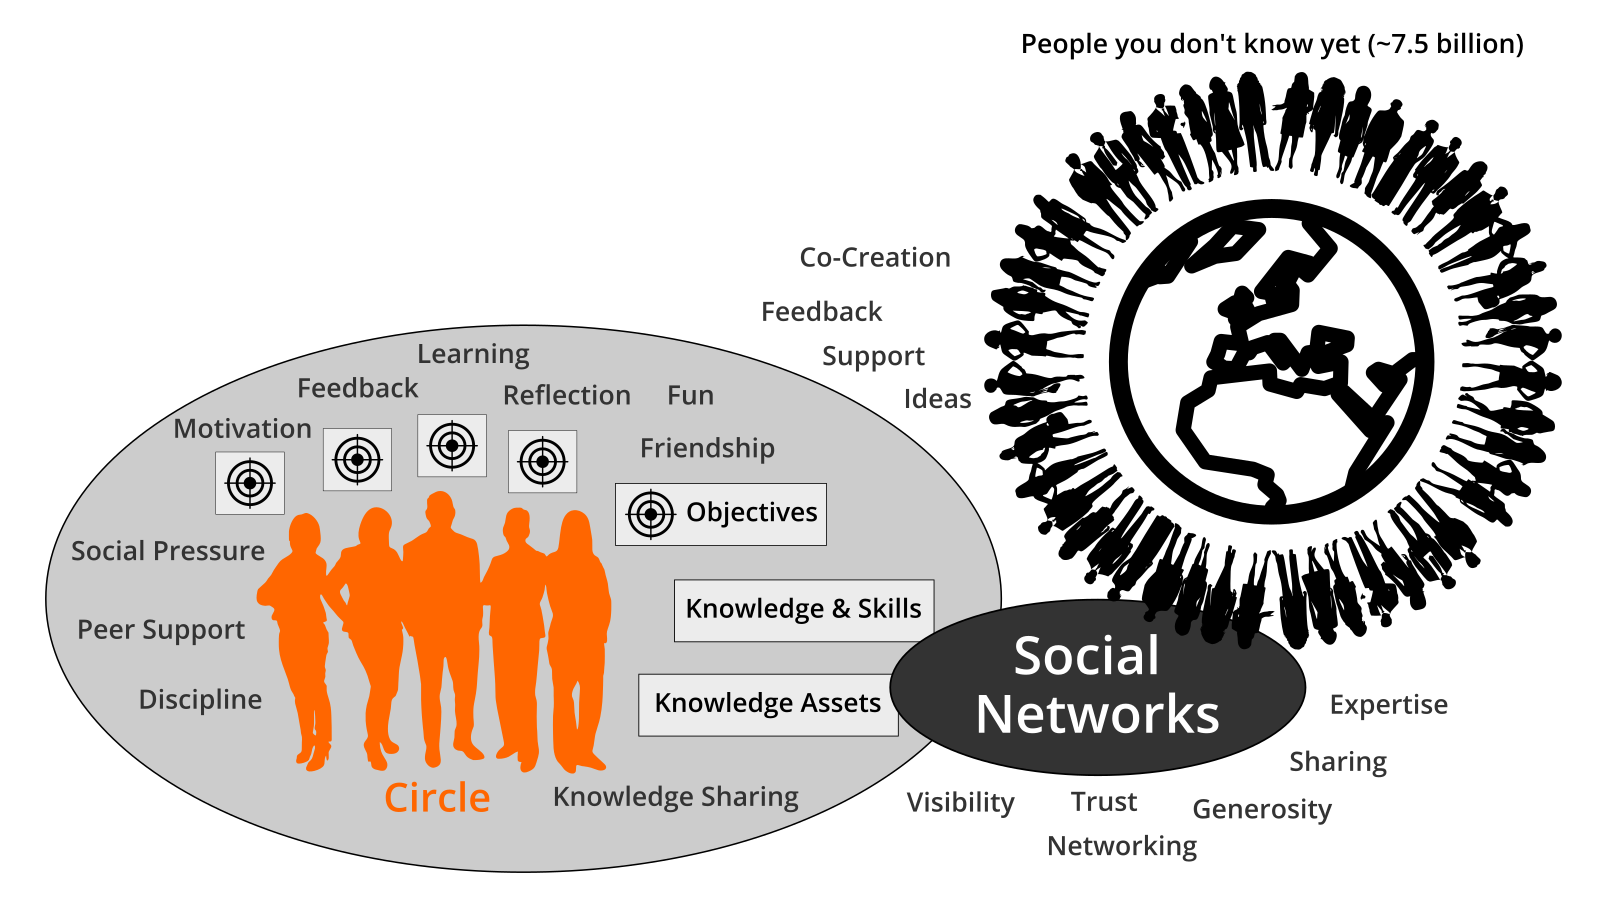 People you don't know yet (~7.5 billion)
Co-Creation
Feedback
Support
Ideas
Learning
Feedback
Reflection
Fun
Motivation
Friendship
Objectives
Social Pressure
Knowledge & Skills
Peer Support
Knowledge Assets
Discipline
Circle
Knowledge Sharing
Social
Networks
Expertise
Sharing
Visibility
Trust
Generosity
Networking